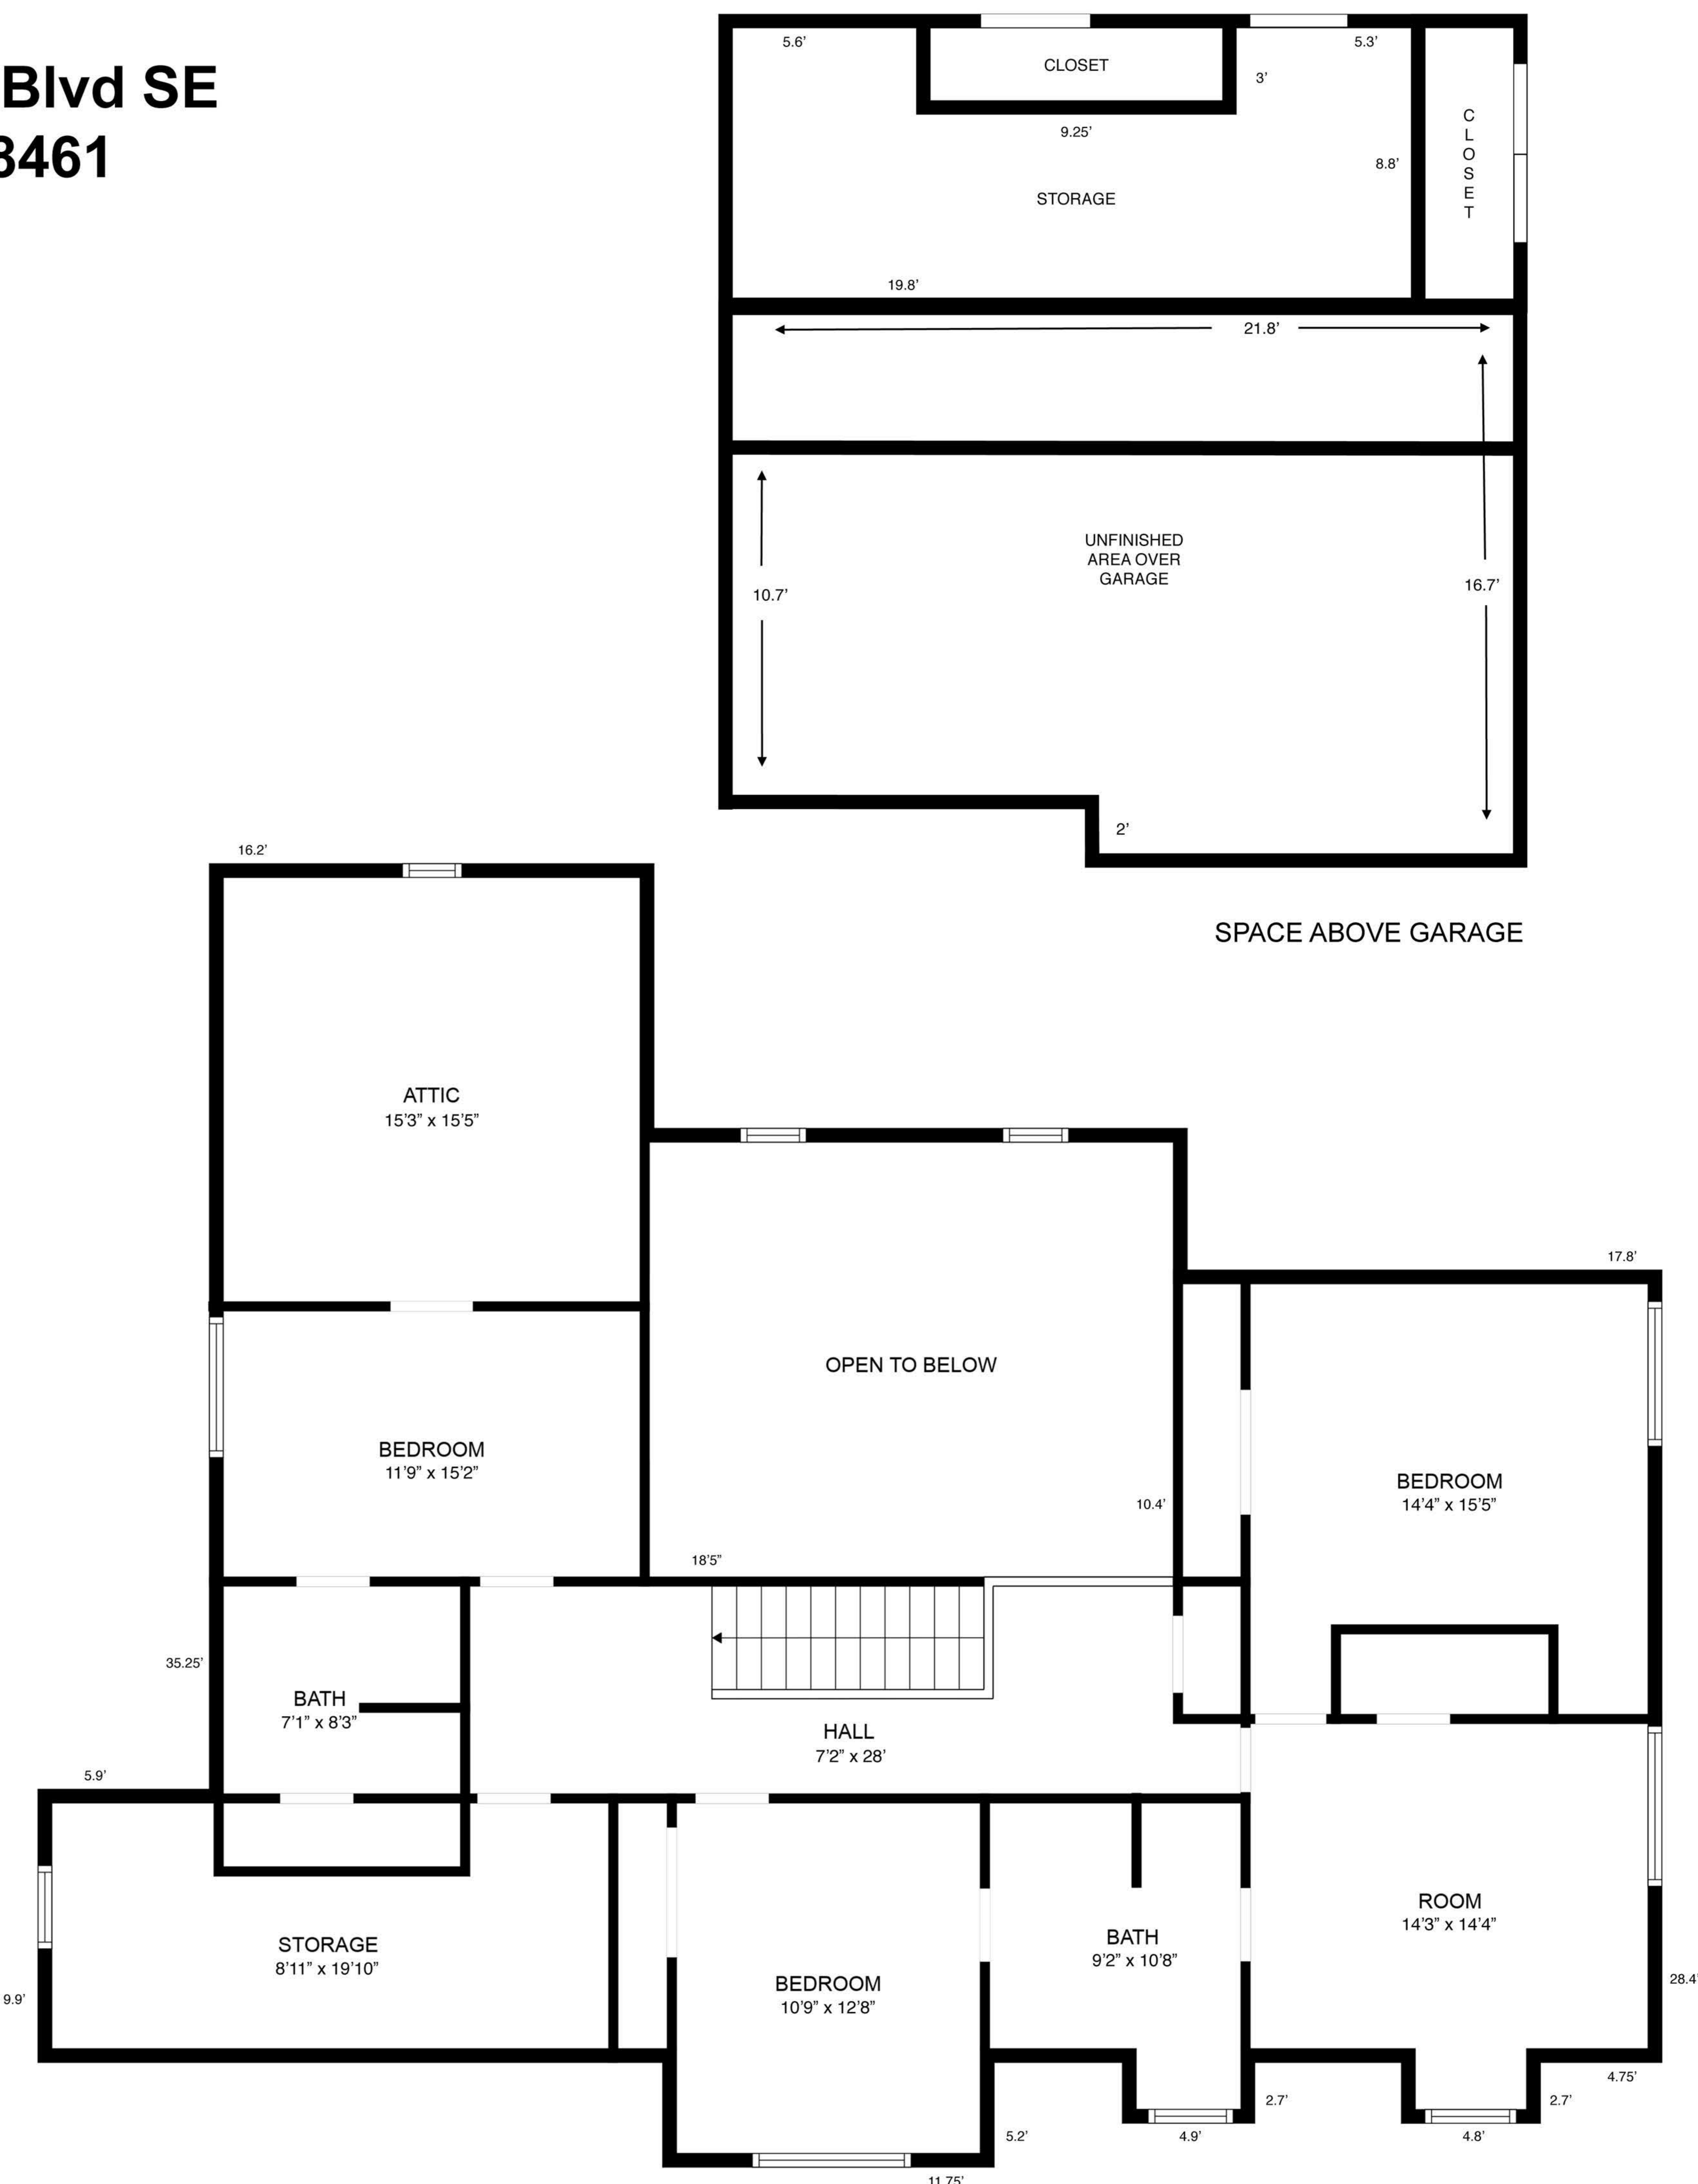 Blvd SE
3461
5.6’
CLOSET
5.3’
3’
9.25’
8.8’
CLOSET
STORAGE
19.8’
21.8’
UNFINISHED
AREA OVER
GARAGE
10.7’
16.7’
2’
SPACE ABOVE GARAGE
16.2’
ATTIC
15’3” x 15’5”
17.8’
OPEN TO BELOW
BEDROOM
11’9” x 15’2”
BEDROOM
14’4” x 15’5”
10.4’
18’5”
35.25’
BATH
7’1” x 8’3”
HALL
7’2” x 28’
5.9’
ROOM
14’3” x 14’4”
BATH
9’2” x 10’8”
STORAGE
8’11” x 19’10”
BEDROOM
10’9” x 12’8”
28.4’
9.9’
4.75’
2.7’
2.7’
5.2’
4.9’
4.8’
11.75’